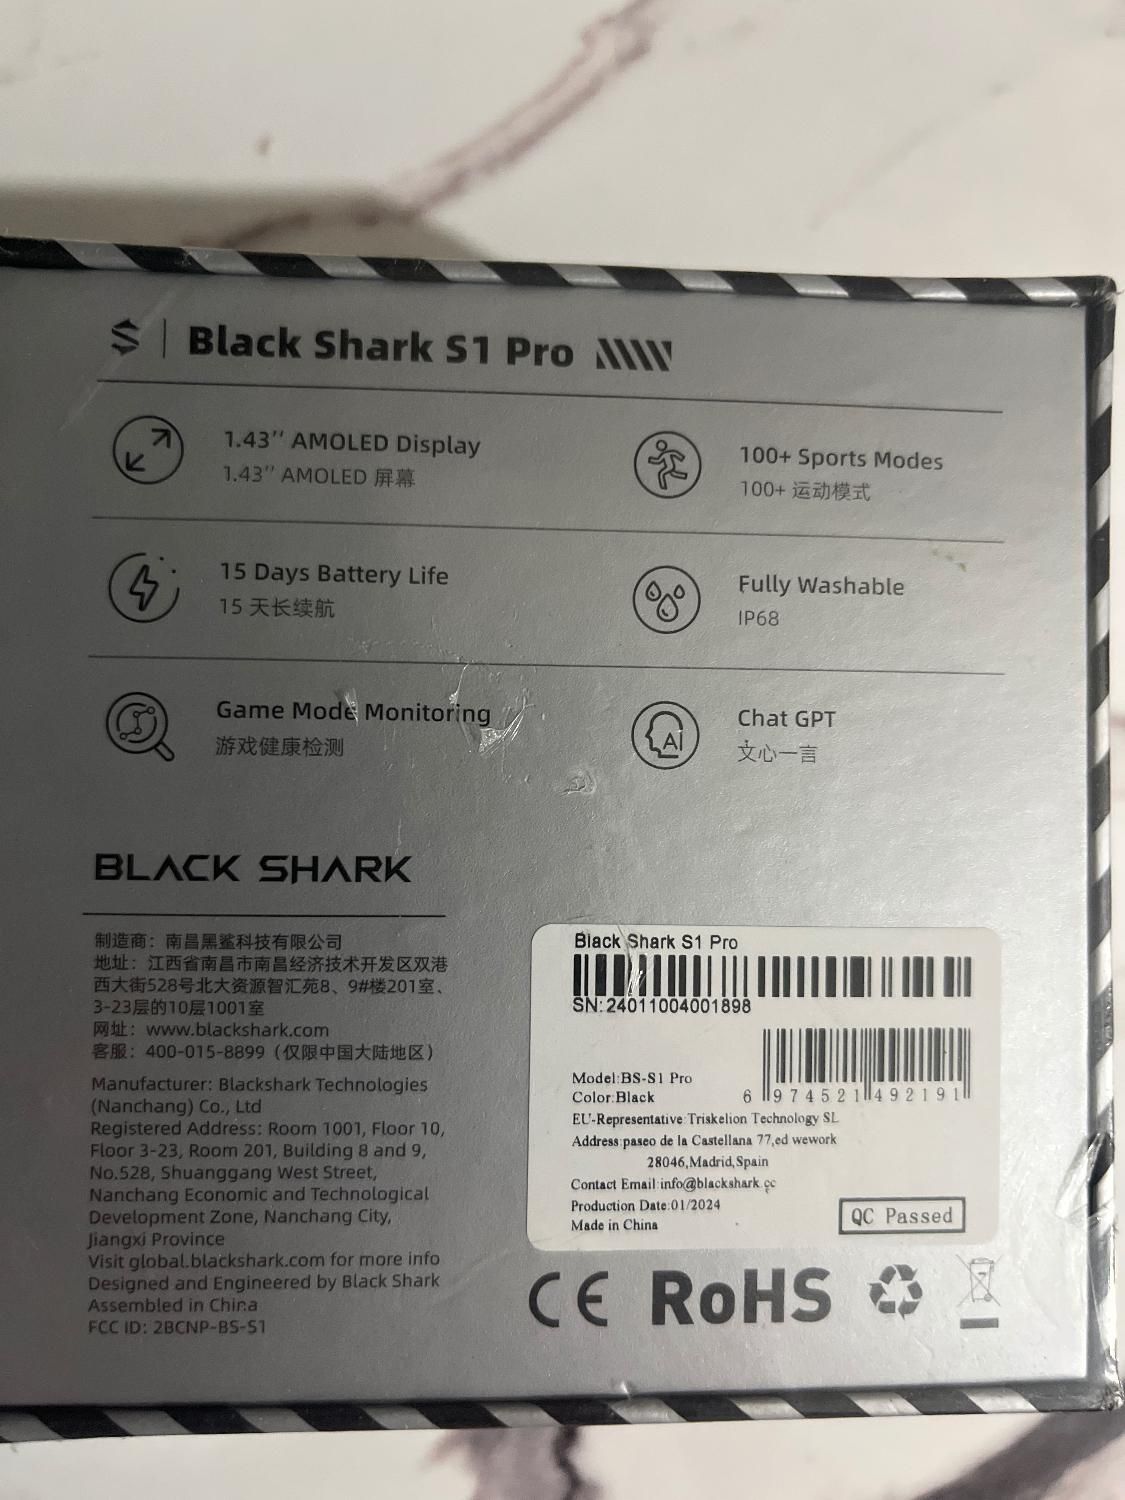 Black Shark S1 Pro
1.43’’ AMOLED Display
1.43’’ AMOLED 屏幕
100+ Sports Modes
100+ 运动模式
15 Days Battery Life
15 天长续航
Fully Washable
IP68
Game Mode Monitoring
游戏健康检测
AI
Chat GPT
文心一言
BLACK SHARK
制造商：南昌黑鲨科技有限公司
地址：江西省南昌市南昌经济技术开发区双港
西大街528号北大资源智汇苑8、9#楼201室、
3-23层的10层1001室
网址：www.blackshark.com
客服：400-015-8899（仅限中国大陆地区）
Manufacturer: Blackshark Technologies
(Nanchang) Co., Ltd
Registered Address: Room 1001, Floor 10,
Floor 3-23, Room 201, Building 8 and 9,
No.528, Shuanggang West Street,
Nanchang Economic and Technological
Development Zone, Nanchang City,
Jiangxi Province
Visit global.blackshark.com for more info
Designed and Engineered by Black Shark
Assembled in China
FCC ID: 2BCNP-BS-S1
Black Shark S1 Pro
SN:24011004001898
Model:BS-S1 Pro
Color:Black
6 974521 492191
EU-Representative:Triskelion Technology SL
Address:paseo de la Castellana 77,ed wework
28046,Madrid,Spain
Contact Email:info@blackshark.cc
Production Date:01/2024
Made in China
QC Passed
CE RoHS